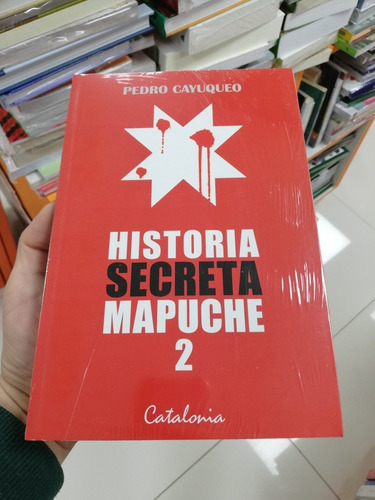 PEDRO CAYUQUEO
HISTORIA
SECRETA
MAPUCHE
2
Catalonia